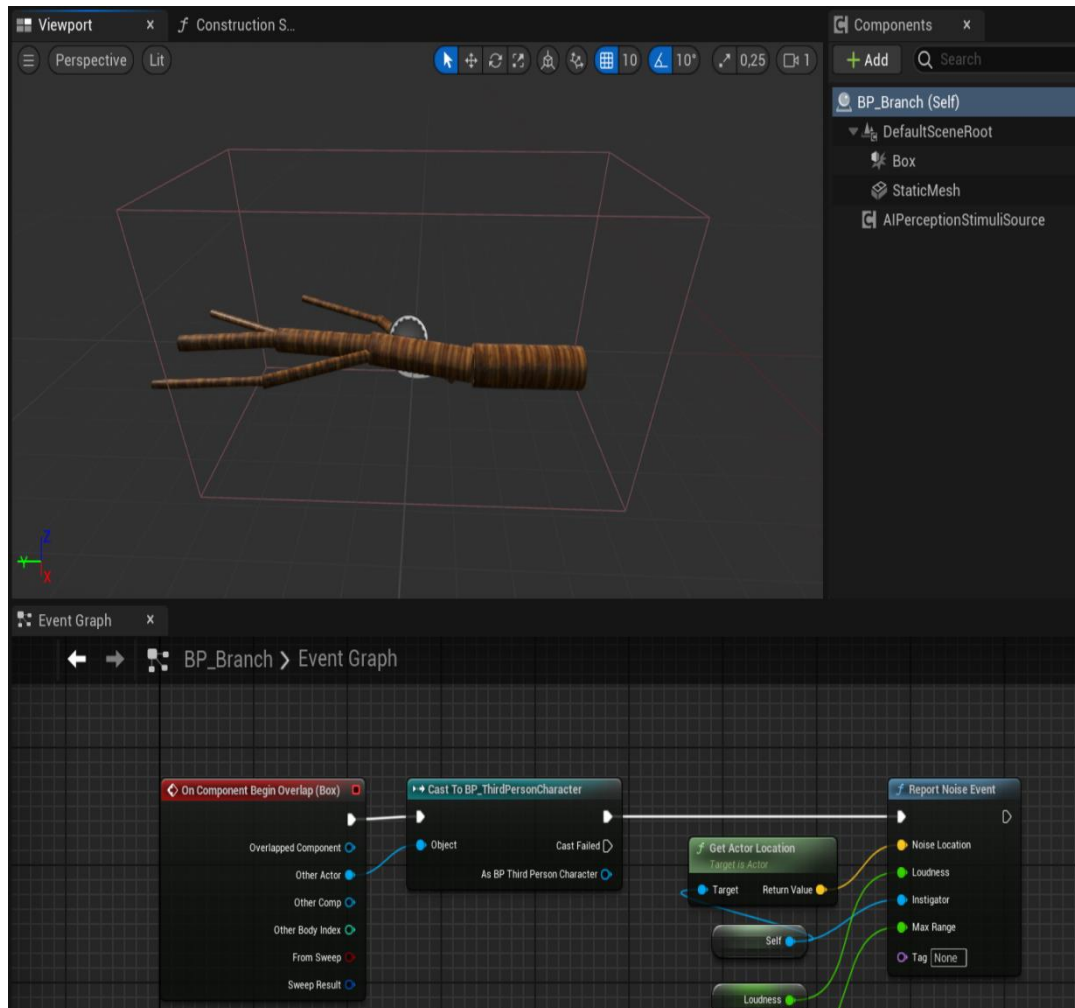 Viewport x
Construction S...
Components x
Perspective
Lit
10
10°
0,25
1
+ Add
Search
BP_Branch (Self)
DefaultSceneRoot
Box
StaticMesh
AIPerceptionStimuliSource
Z
Y
X
Event Graph x
BP_Branch > Event Graph
On Component Begin Overlap (Box)
Overlapped Component
Other Actor
Other Comp
Other Body Index
From Sweep
Sweep Result
Cast To BP_ThirdPersonCharacter
Object
Cast Failed
As BP Third Person Character
f Get Actor Location
Target is Actor
Target
Return Value
Self
Loudness
f Report Noise Event
Noise Location
Loudness
Instigator
Max Range
Tag None